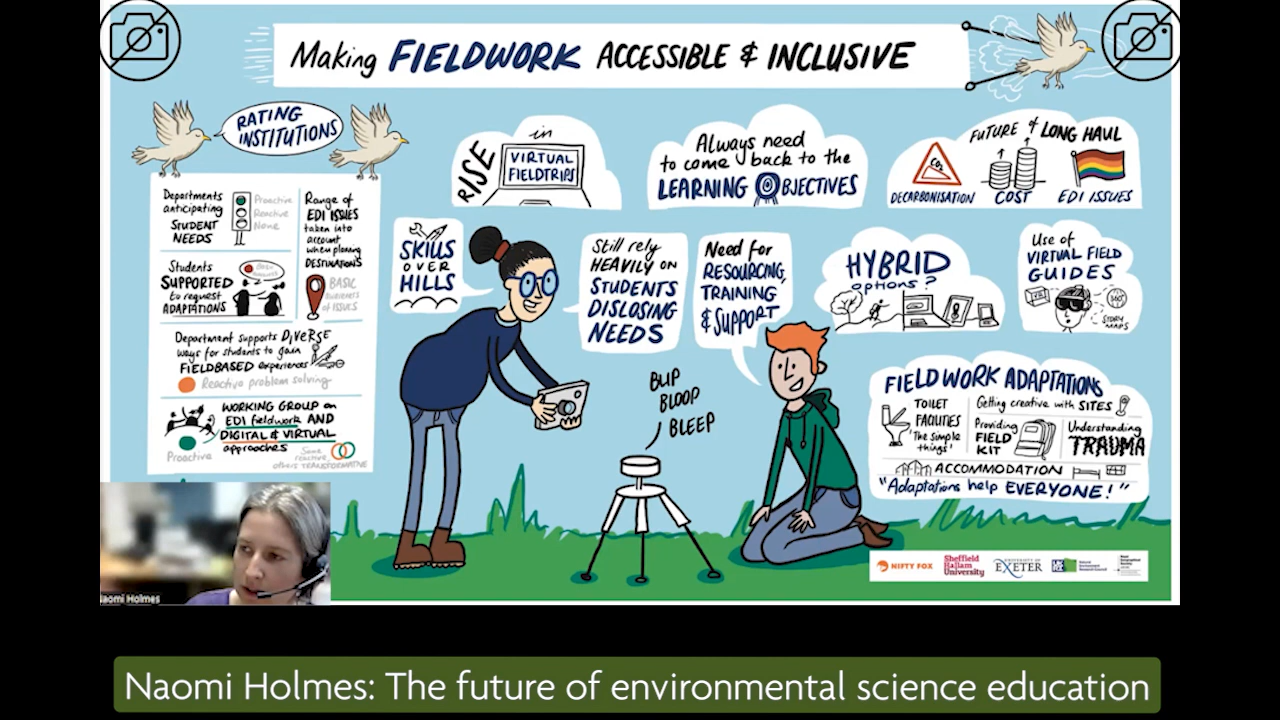 Making FIELDWORK ACCESSIBLE & INCLUSIVE
RATING
INSTITUTIONS
Departments
anticipating
STUDENT
NEEDS
Proactive
Reactive
None
Range of
EDI ISSUES
taken into
account
when planning
DESTINATIONS
BASIC
of ISSUES
Students
SUPPORTED
to request
ADAPTATIONS
Department supports DIVERSE
ways for students to gain
FIELDBASED experiences
Reactive problem solving
WORKING GROUP on
EDI fieldwork AND
DIGITAL & VIRTUAL
approaches
Proactive
Some
reactive,
others TRANSFORMATIVE
RISE
in
VIRTUAL
FIELDTRIPS
Always need
to come back to the
LEARNING OBJECTIVES
FUTURE of LONG HAUL
CO2
DECARBONISATION
COST
EDI ISSUES
SKILLS
OVER
HILLS
Still rely
HEAVILY ON
STUDENTS
DISLOSING
NEEDS
Need for
RESOURCING,
TRAINING
& SUPPORT
HYBRID
options?
Use of
VIRTUAL FIELD
GUIDES
360°
STORY
MAPS
BLIP
BLOOP
BLEEP
FIELDWORK ADAPTATIONS
TOILET
FACILITIES
'The simple
things'
Getting creative with SITES
Providing
FIELD
KIT
Understanding
TRAUMA
ACCOMMODATION
"Adaptations help EVERYONE!"
NIFTY FOX
Sheffield
Hallam
University
UNIVERSITY OF
EXETER
Naomi Holmes
Naomi Holmes: The future of environmental science education